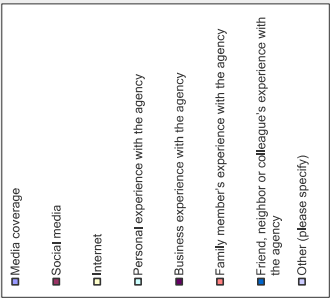 Media coverage
Social media
Internet
Personal experience with the agency
Business experience with the agency
Family member's experience with the agency
Friend, neighbor or colleague's experience with
the agency
Other (please specify)